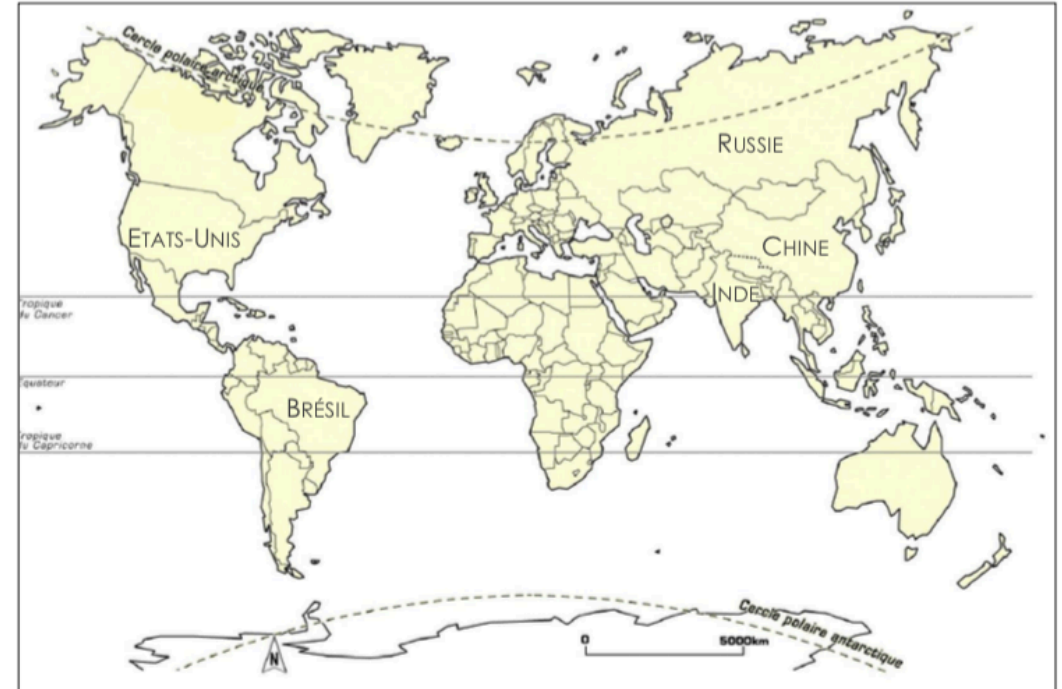 Cercle polaire arctique
RUSSIE
ETATS-UNIS
CHINE
INDE
Tropique
du Cancer
Equateur
BRÉSIL
Tropique
du Capricorne
Cercle polaire antarctique
0 5000km
N